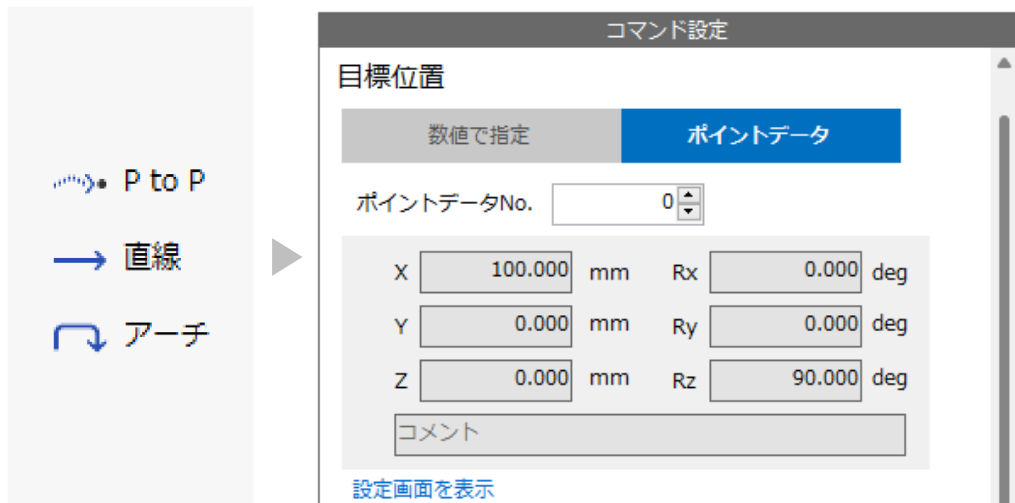 P to P
直線
アーチ
コマンド設定
目標位置
数値で指定 ポイントデータ
ポイントデータNo. 0
X 100.000 mm Rx 0.000 deg
Y 0.000 mm Ry 0.000 deg
Z 0.000 mm Rz 90.000 deg
コメント
設定画面を表示